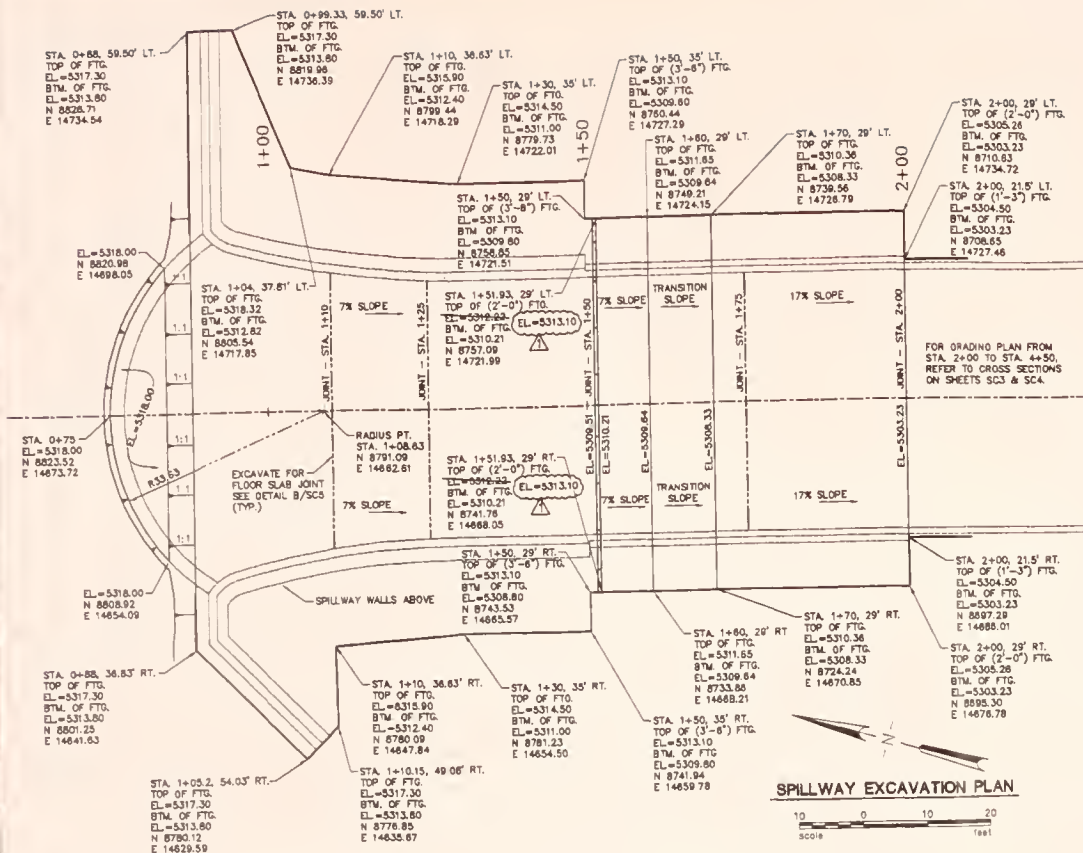 STA. 0+99.33, 59.50' LT.
TOP OF FTG.
EL=5317.30
BTM. OF FTG.
EL=5313.80
N 8819.98
E 14736.39
STA. 0+88, 59.50' LT.
TOP OF FTG.
EL=5317.30
BTM. OF FTG.
EL=5313.80
N 8828.71
E 14734.54
STA. 1+10, 36.63' LT.
TOP OF FTG.
EL=5315.90
BTM. OF FTG.
EL=5312.40
N 8799.44
E 14718.29
STA. 1+30, 35' LT.
TOP OF FTG.
EL=5314.50
BTM. OF FTG.
EL=5311.00
N 8779.73
E 14722.01
STA. 1+50, 35' LT.
TOP OF (3'-6") FTG.
EL=5313.10
BTM. OF FTG.
EL=5309.60
N 8760.44
E 14727.29
STA. 1+60, 29' LT.
TOP OF FTG.
EL=5311.65
BTM. OF FTG.
EL=5309.64
N 8749.21
E 14724.15
STA. 1+70, 29' LT.
TOP OF FTG.
EL=5310.36
BTM. OF FTG.
EL=5308.33
N 8739.56
E 14726.79
STA. 2+00, 29' LT.
TOP OF (2'-0") FTG.
EL=5305.26
BTM. OF FTG.
EL=5303.23
N 8710.63
E 14734.72
STA. 2+00, 21.5' LT.
TOP OF (1'-3") FTG.
EL=5304.50
BTM. OF FTG.
EL=5303.23
N 8708.65
E 14727.46
1+00
1+50
2+00
STA. 1+50, 29' LT.
TOP OF (3'-6") FTG.
EL=5313.10
BTM. OF FTG.
EL=5309.60
N 8758.85
E 14721.51
EL=5318.00
N 8820.98
E 14698.05
STA. 1+04, 37.81' LT.
TOP OF FTG.
EL=5318.32
BTM. OF FTG.
EL=5312.82
N 8805.54
E 14717.85
STA. 1+51.93, 29' LT.
TOP OF (2'-0") FTG.
EL=5312.22
EL=5313.10
BTM. OF FTG.
EL=5310.21
N 8757.09
E 14721.99
1
7% SLOPE
7% SLOPE
TRANSITION
SLOPE
17% SLOPE
1:1
1:1
1:1
1:1
1:1
1:1
JOINT - STA. 1+10
JOINT - STA. 1+25
JOINT - STA. 1+50
JOINT - STA. 1+75
JOINT - STA. 2+00
FOR GRADING PLAN FROM
STA. 2+00 TO STA. 4+50,
REFER TO CROSS SECTIONS
ON SHEETS SC3 & SC4.
EL=5318.00
STA. 0+75
EL=5318.00
N 8823.52
E 14673.72
R33.63
RADIUS PT.
STA. 1+08.63
N 8791.09
E 14662.61
EL=5309.51
EL=5310.21
EL=5309.64
EL=5308.33
EL=5303.23
EXCAVATE FOR
FLOOR SLAB JOINT
SEE DETAIL B/SC5
(TYP.)
STA. 1+51.93, 29' RT.
TOP OF (2'-0") FTG.
EL=5312.22
EL=5313.10
BTM. OF FTG.
EL=5310.21
N 8741.76
E 14668.05
1
7% SLOPE
7% SLOPE
TRANSITION
SLOPE
17% SLOPE
STA. 1+50, 29' RT.
TOP OF (3'-6") FTG.
EL=5313.10
BTM OF FTG.
EL=5308.80
N 8743.53
E 14665.57
EL=5318.00
N 8808.92
E 14654.09
SPILLWAY WALLS ABOVE
STA. 2+00, 21.5' RT.
TOP OF (1'-3") FTG.
EL=5304.50
BTM. OF FTG.
EL=5303.23
N 8697.29
E 14686.01
STA. 0+88, 36.83' RT.
TOP OF FTG.
EL=5317.30
BTM. OF FTG.
EL=5313.80
N 8801.25
E 14641.63
STA. 1+10, 36.63' RT.
TOP OF FTG.
EL=5315.90
BTM. OF FTG.
EL=5312.40
N 8780.09
E 14647.84
STA. 1+30, 35' RT.
TOP OF FTG.
EL=5314.50
BTM. OF FTG.
EL=5311.00
N 8761.23
E 14654.50
STA. 1+60, 29' RT
TOP OF FTG.
EL=5311.65
BTM. OF FTG.
EL=5309.64
N 8733.88
E 14668.21
STA. 1+70, 29' RT.
TOP OF FTG.
EL=5310.36
BTM. OF FTG.
EL=5308.33
N 8724.24
E 14670.85
STA. 2+00, 29' RT.
TOP OF (2'-0") FTG.
EL=5305.26
BTM. OF FTG.
EL=5303.23
N 8695.30
E 14678.78
STA. 1+50, 35' RT.
TOP OF (3'-6") FTG.
EL=5313.10
BTM. OF FTG
EL=5309.60
N 8741.94
E 14659.78
STA. 1+05.2, 54.03' RT.
TOP OF FTG.
EL=5317.30
BTM. OF FTG.
EL=5313.80
N 8780.12
E 14629.59
STA. 1+10.15, 49.06' RT.
TOP OF FTG.
EL=5317.30
BTM. OF FTG.
EL=5313.80
N 8776.85
E 14635.67
N
SPILLWAY EXCAVATION PLAN
10 0 10 20
scale feet